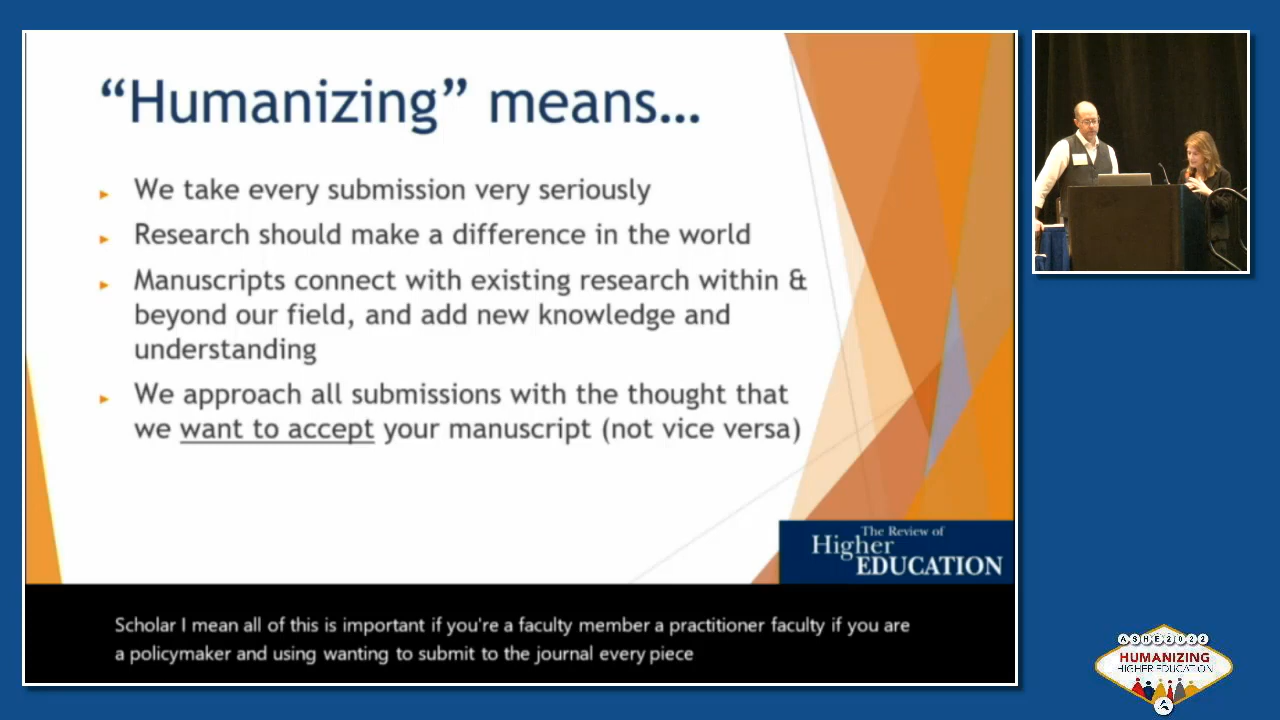 “Humanizing” means…
We take every submission very seriously
Research should make a difference in the world
Manuscripts connect with existing research within &
beyond our field, and add new knowledge and
understanding
We approach all submissions with the thought that
we want to accept your manuscript (not vice versa)
The Review of
Higher
EDUCATION
Scholar I mean all of this is important if you're a faculty member a practitioner faculty if you are
a policymaker and using wanting to submit to the journal every piece
ASHE2022
HUMANIZING
HIGHER EDUCATION
A